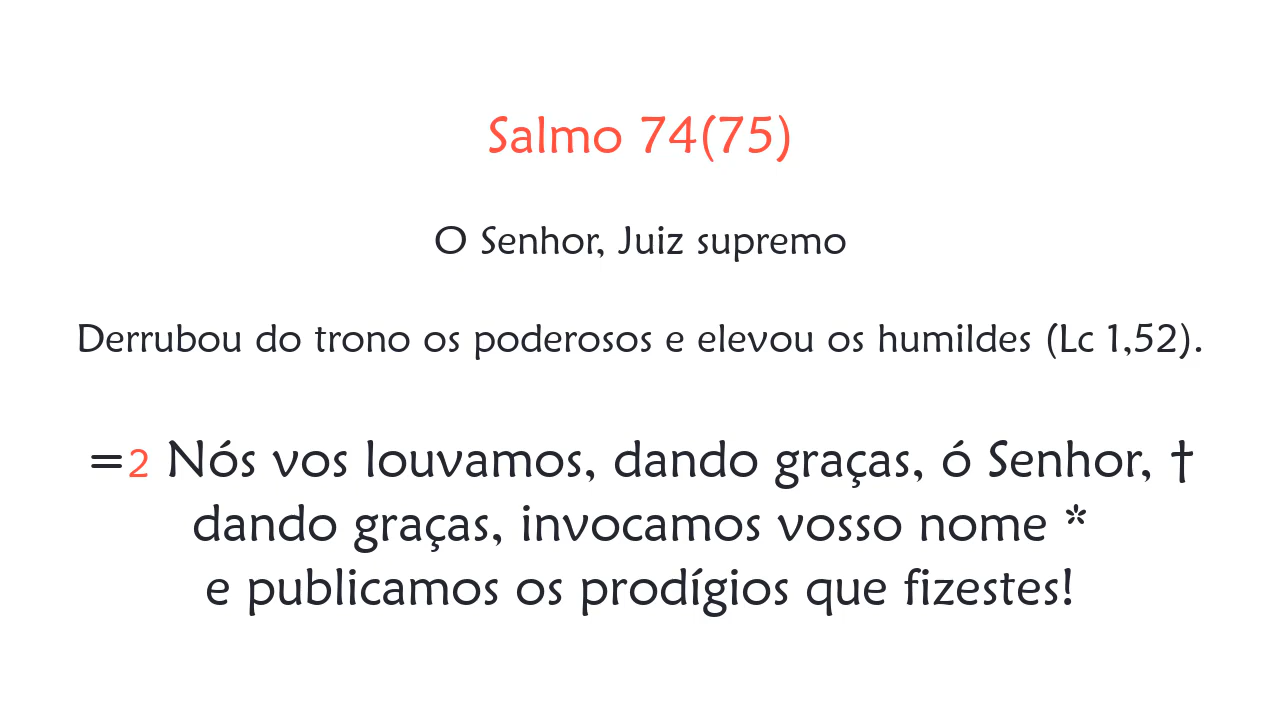 Salmo 74(75)
O Senhor, Juiz supremo
Derrubou do trono os poderosos e elevou os humildes (Lc 1,52).
=2 Nós vos louvamos, dando graças, ó Senhor, †
dando graças, invocamos vosso nome *
e publicamos os prodígios que fizestes!